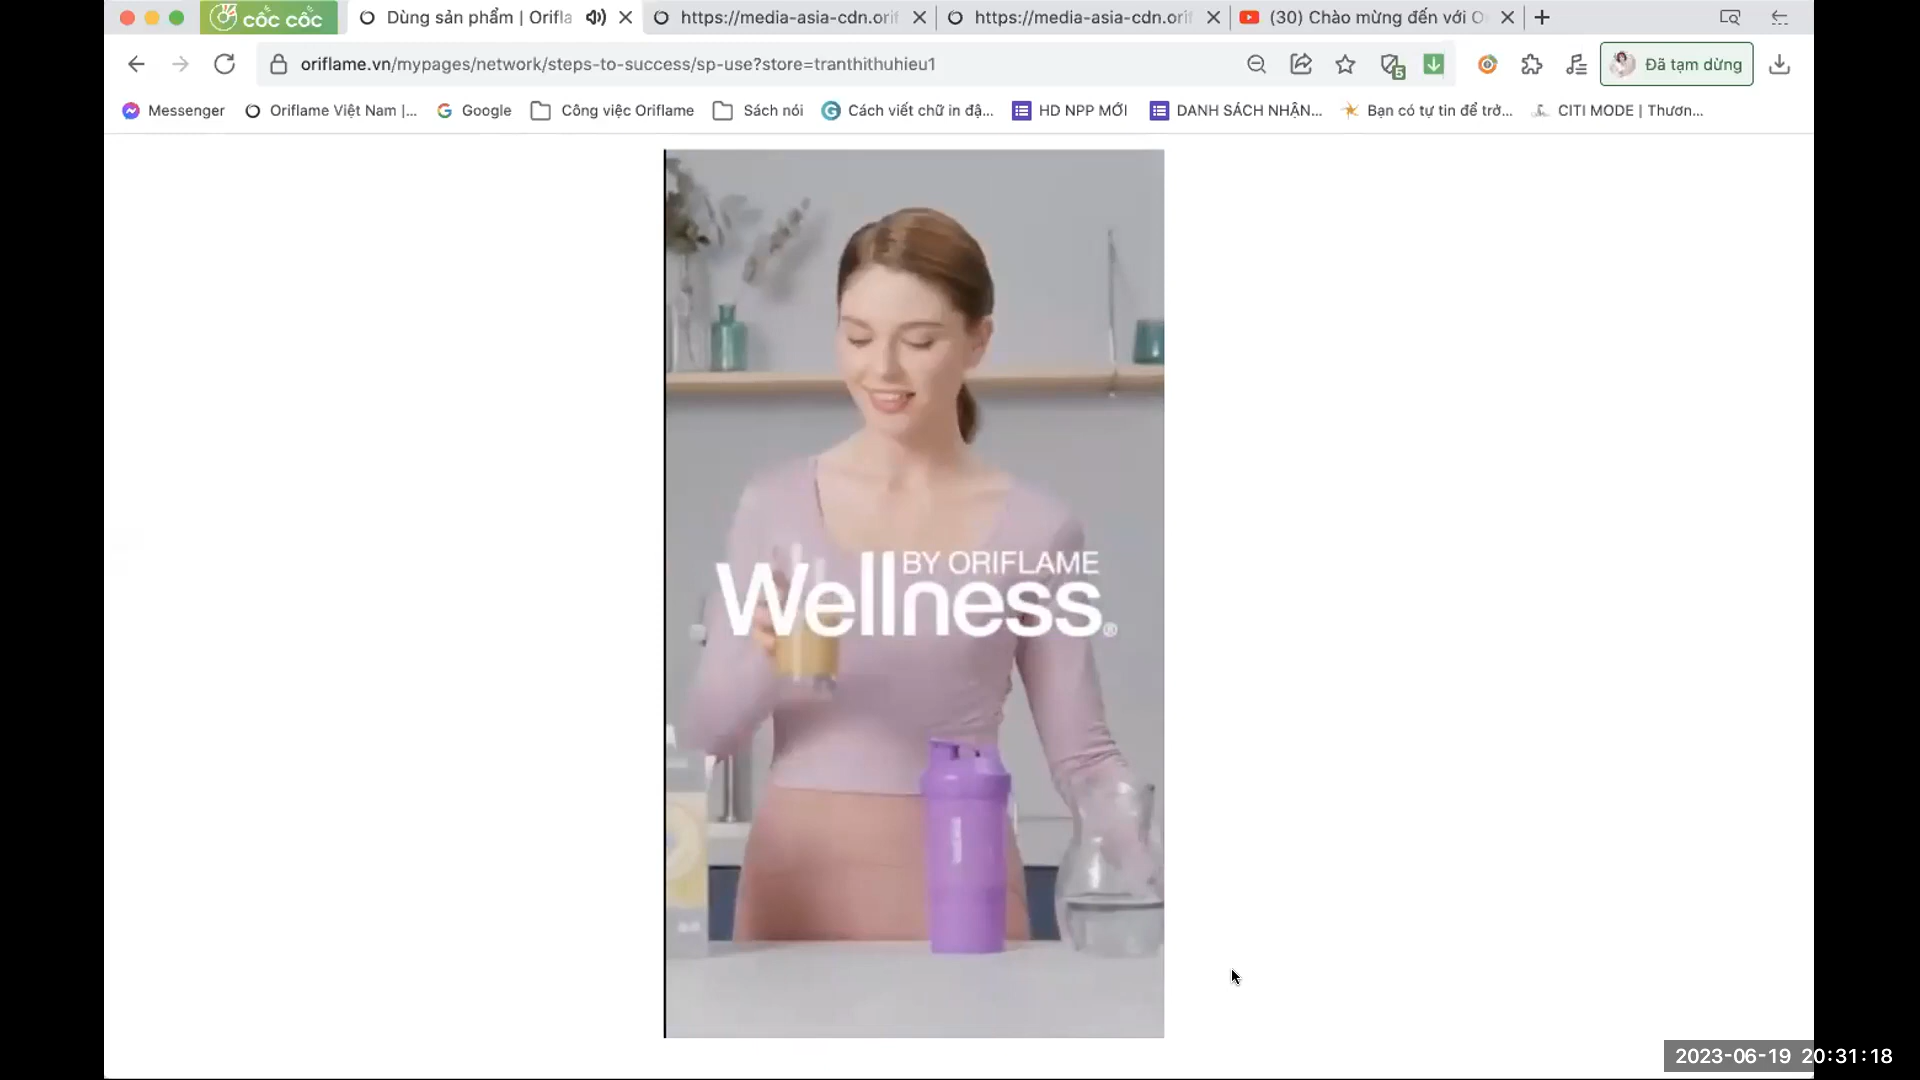 cốc cốc
Dùng sản phẩm | Orifla
https://media-asia-cdn.orif
https://media-asia-cdn.orif
(30) Chào mừng đến với O
oriflame.vn/mypages/network/steps-to-success/sp-use?store=tranthithuhieu1
5
Đã tạm dừng
Messenger
Oriflame Việt Nam |...
Google
Công việc Oriflame
Sách nói
Cách viết chữ in đậ...
HD NPP MỚI
DANH SÁCH NHẬN...
Bạn có tự tin để trở...
CITI MODE | Thươn...
BY ORIFLAME
Wellness®
2023-06-19 20:31:18